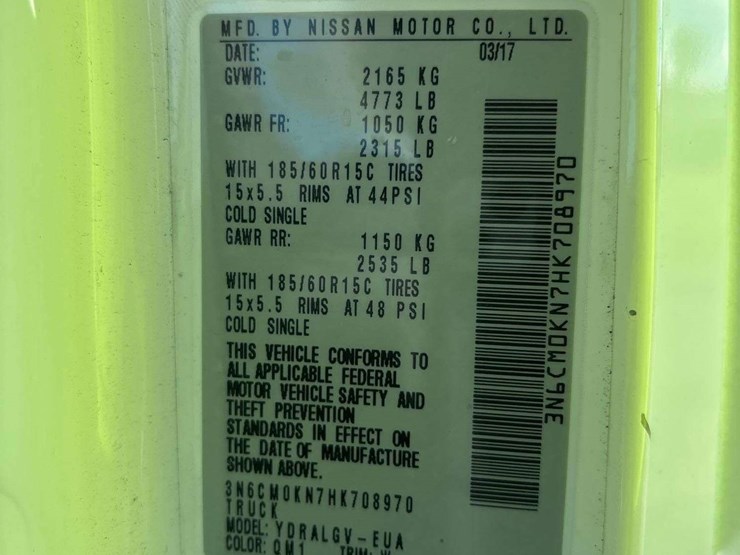 MFD. BY NISSAN MOTOR CO., LTD.
DATE: 03/17
GVWR: 2165 KG
4773 LB
GAWR FR: 1050 KG
2315 LB
WITH 185/60R15C TIRES
15x5.5 RIMS AT 44PSI
COLD SINGLE
GAWR RR: 1150 KG
2535 LB
WITH 185/60R15C TIRES
15x5.5 RIMS AT 48 PSI
COLD SINGLE
THIS VEHICLE CONFORMS TO
ALL APPLICABLE FEDERAL
MOTOR VEHICLE SAFETY AND
THEFT PREVENTION
STANDARDS IN EFFECT ON
THE DATE OF MANUFACTURE
SHOWN ABOVE.
3N6CM0KN7HK708970
TRUCK
MODEL: YDRALGV-EUA
COLOR: QM1 TRIM: W
3N6CM0KN7HK708970